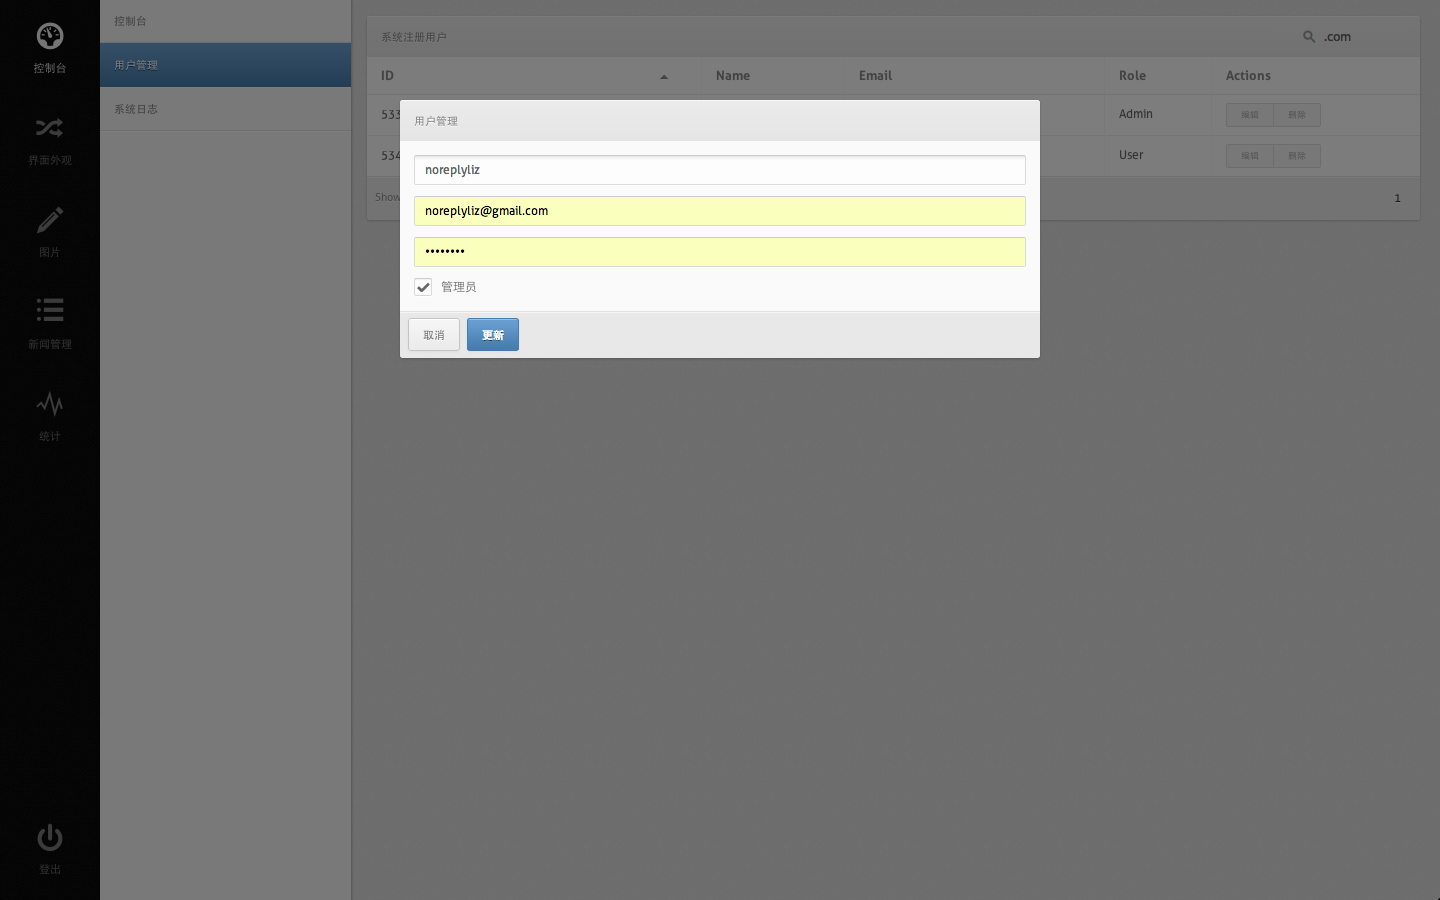 控制台
界面外观
图片
新闻管理
统计
登出
控制台
用户管理
系统日志
系统注册用户
.com
ID Name Email Role Actions
533
Admin
编辑 删除
534
User
编辑 删除
Show
1
用户管理
noreplyliz
noreplyliz@gmail.com
••••••••
管理员
取消
更新